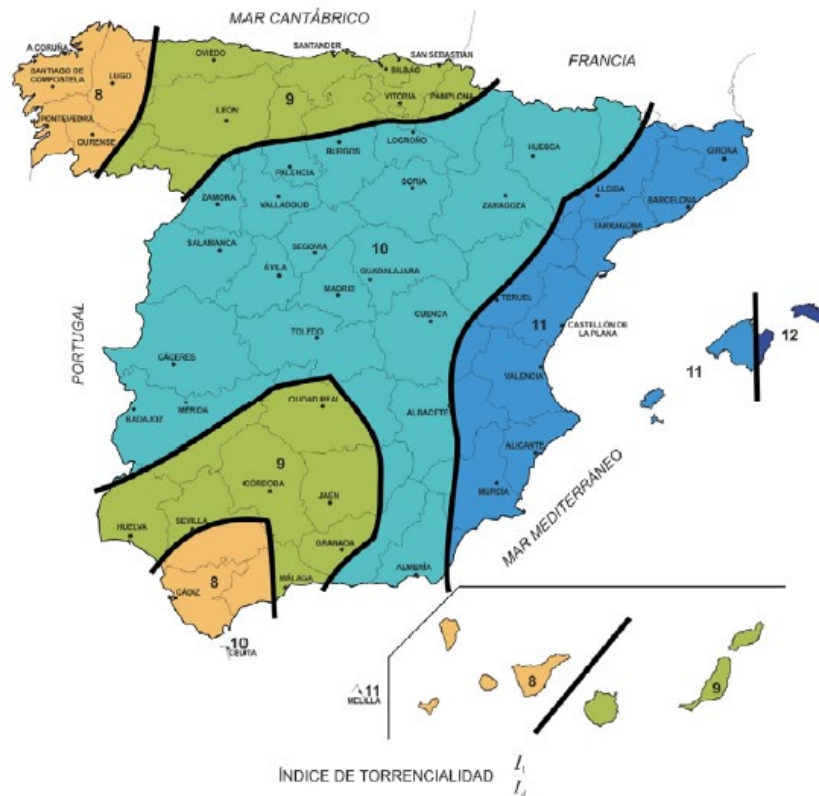 MAR CANTÁBRICO
FRANCIA
A CORUÑA
OVIEDO
SANTANDER
SAN SEBASTIÁN
BILBAO
SANTIAGO DE
COMPOSTELA
LUGO
8
9
VITORIA
PAMPLONA
LEÓN
PONTEVEDRA
OURENSE
BURGOS
LOGROÑO
HUESCA
GIRONA
PALENCIA
SORIA
LLEIDA
BARCELONA
ZAMORA
VALLADOLID
ZARAGOZA
TARRAGONA
SALAMANCA
SEGOVIA
10
ÁVILA
GUADALAJARA
MADRID
TERUEL
CUENCA
11
CASTELLÓN DE
LA PLANA
12
PORTUGAL
TOLEDO
CÁCERES
VALENCIA
11
BADAJOZ
MÉRIDA
CIUDAD REAL
ALBACETE
ALICANTE
MURCIA
MAR MEDITERRÁNEO
9
CÓRDOBA
JAÉN
HUELVA
SEVILLA
GRANADA
8
CÁDIZ
MÁLAGA
ALMERÍA
10
CEUTA
11
MELILLA
8
9
ÍNDICE DE TORRENCIALIDAD I₁/I_d